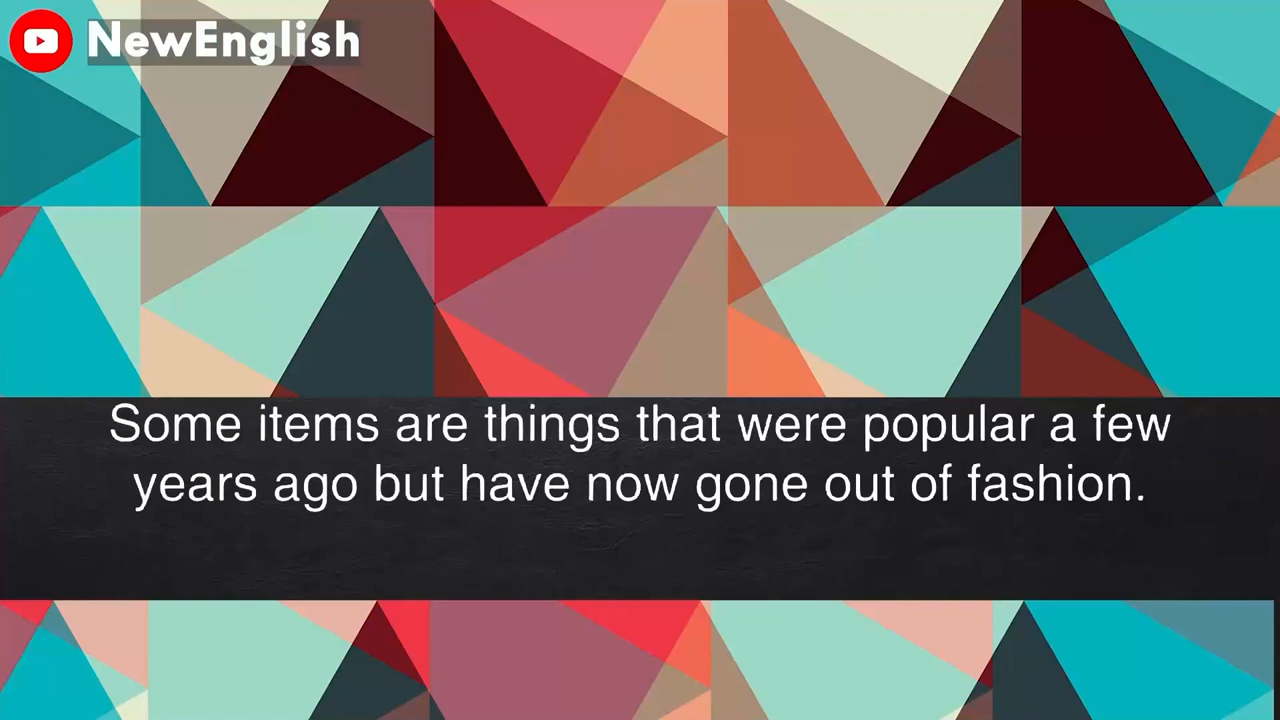 NewEnglish
Some items are things that were popular a few
years ago but have now gone out of fashion.